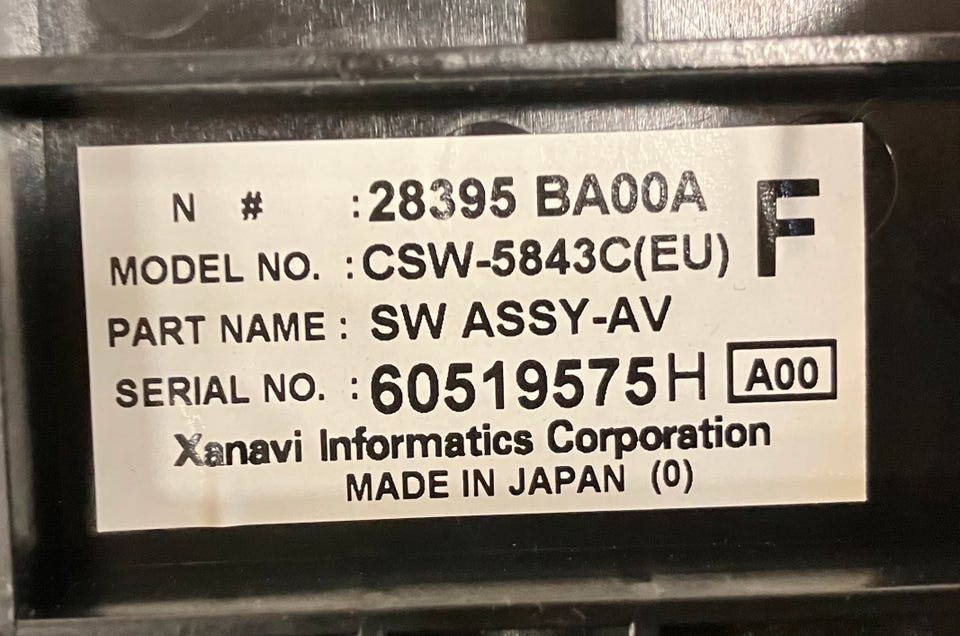 N # :28395 BA00A
F
MODEL NO. :CSW-5843C(EU)
PART NAME : SW ASSY-AV
SERIAL NO. :60519575H A00
Xanavi Informatics Corporation
MADE IN JAPAN (0)